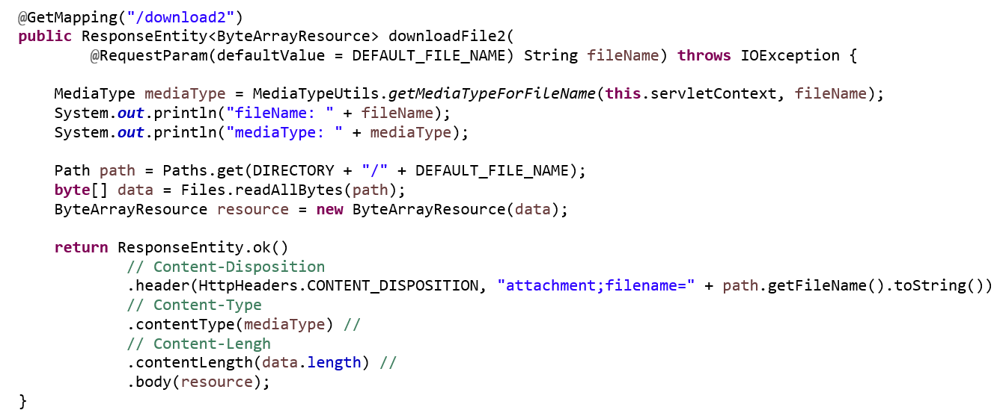 @GetMapping("/download2")
public ResponseEntity<ByteArrayResource> downloadFile2(
        @RequestParam(defaultValue = DEFAULT_FILE_NAME) String fileName) throws IOException {

    MediaType mediaType = MediaTypeUtils.getMediaTypeForFileName(this.servletContext, fileName);
    System.out.println("fileName: " + fileName);
    System.out.println("mediaType: " + mediaType);

    Path path = Paths.get(DIRECTORY + "/" + DEFAULT_FILE_NAME);
    byte[] data = Files.readAllBytes(path);
    ByteArrayResource resource = new ByteArrayResource(data);

    return ResponseEntity.ok()
            // Content-Disposition
            .header(HttpHeaders.CONTENT_DISPOSITION, "attachment;filename=" + path.getFileName().toString())
            // Content-Type
            .contentType(mediaType) //
            // Content-Lengh
            .contentLength(data.length) //
            .body(resource);
}